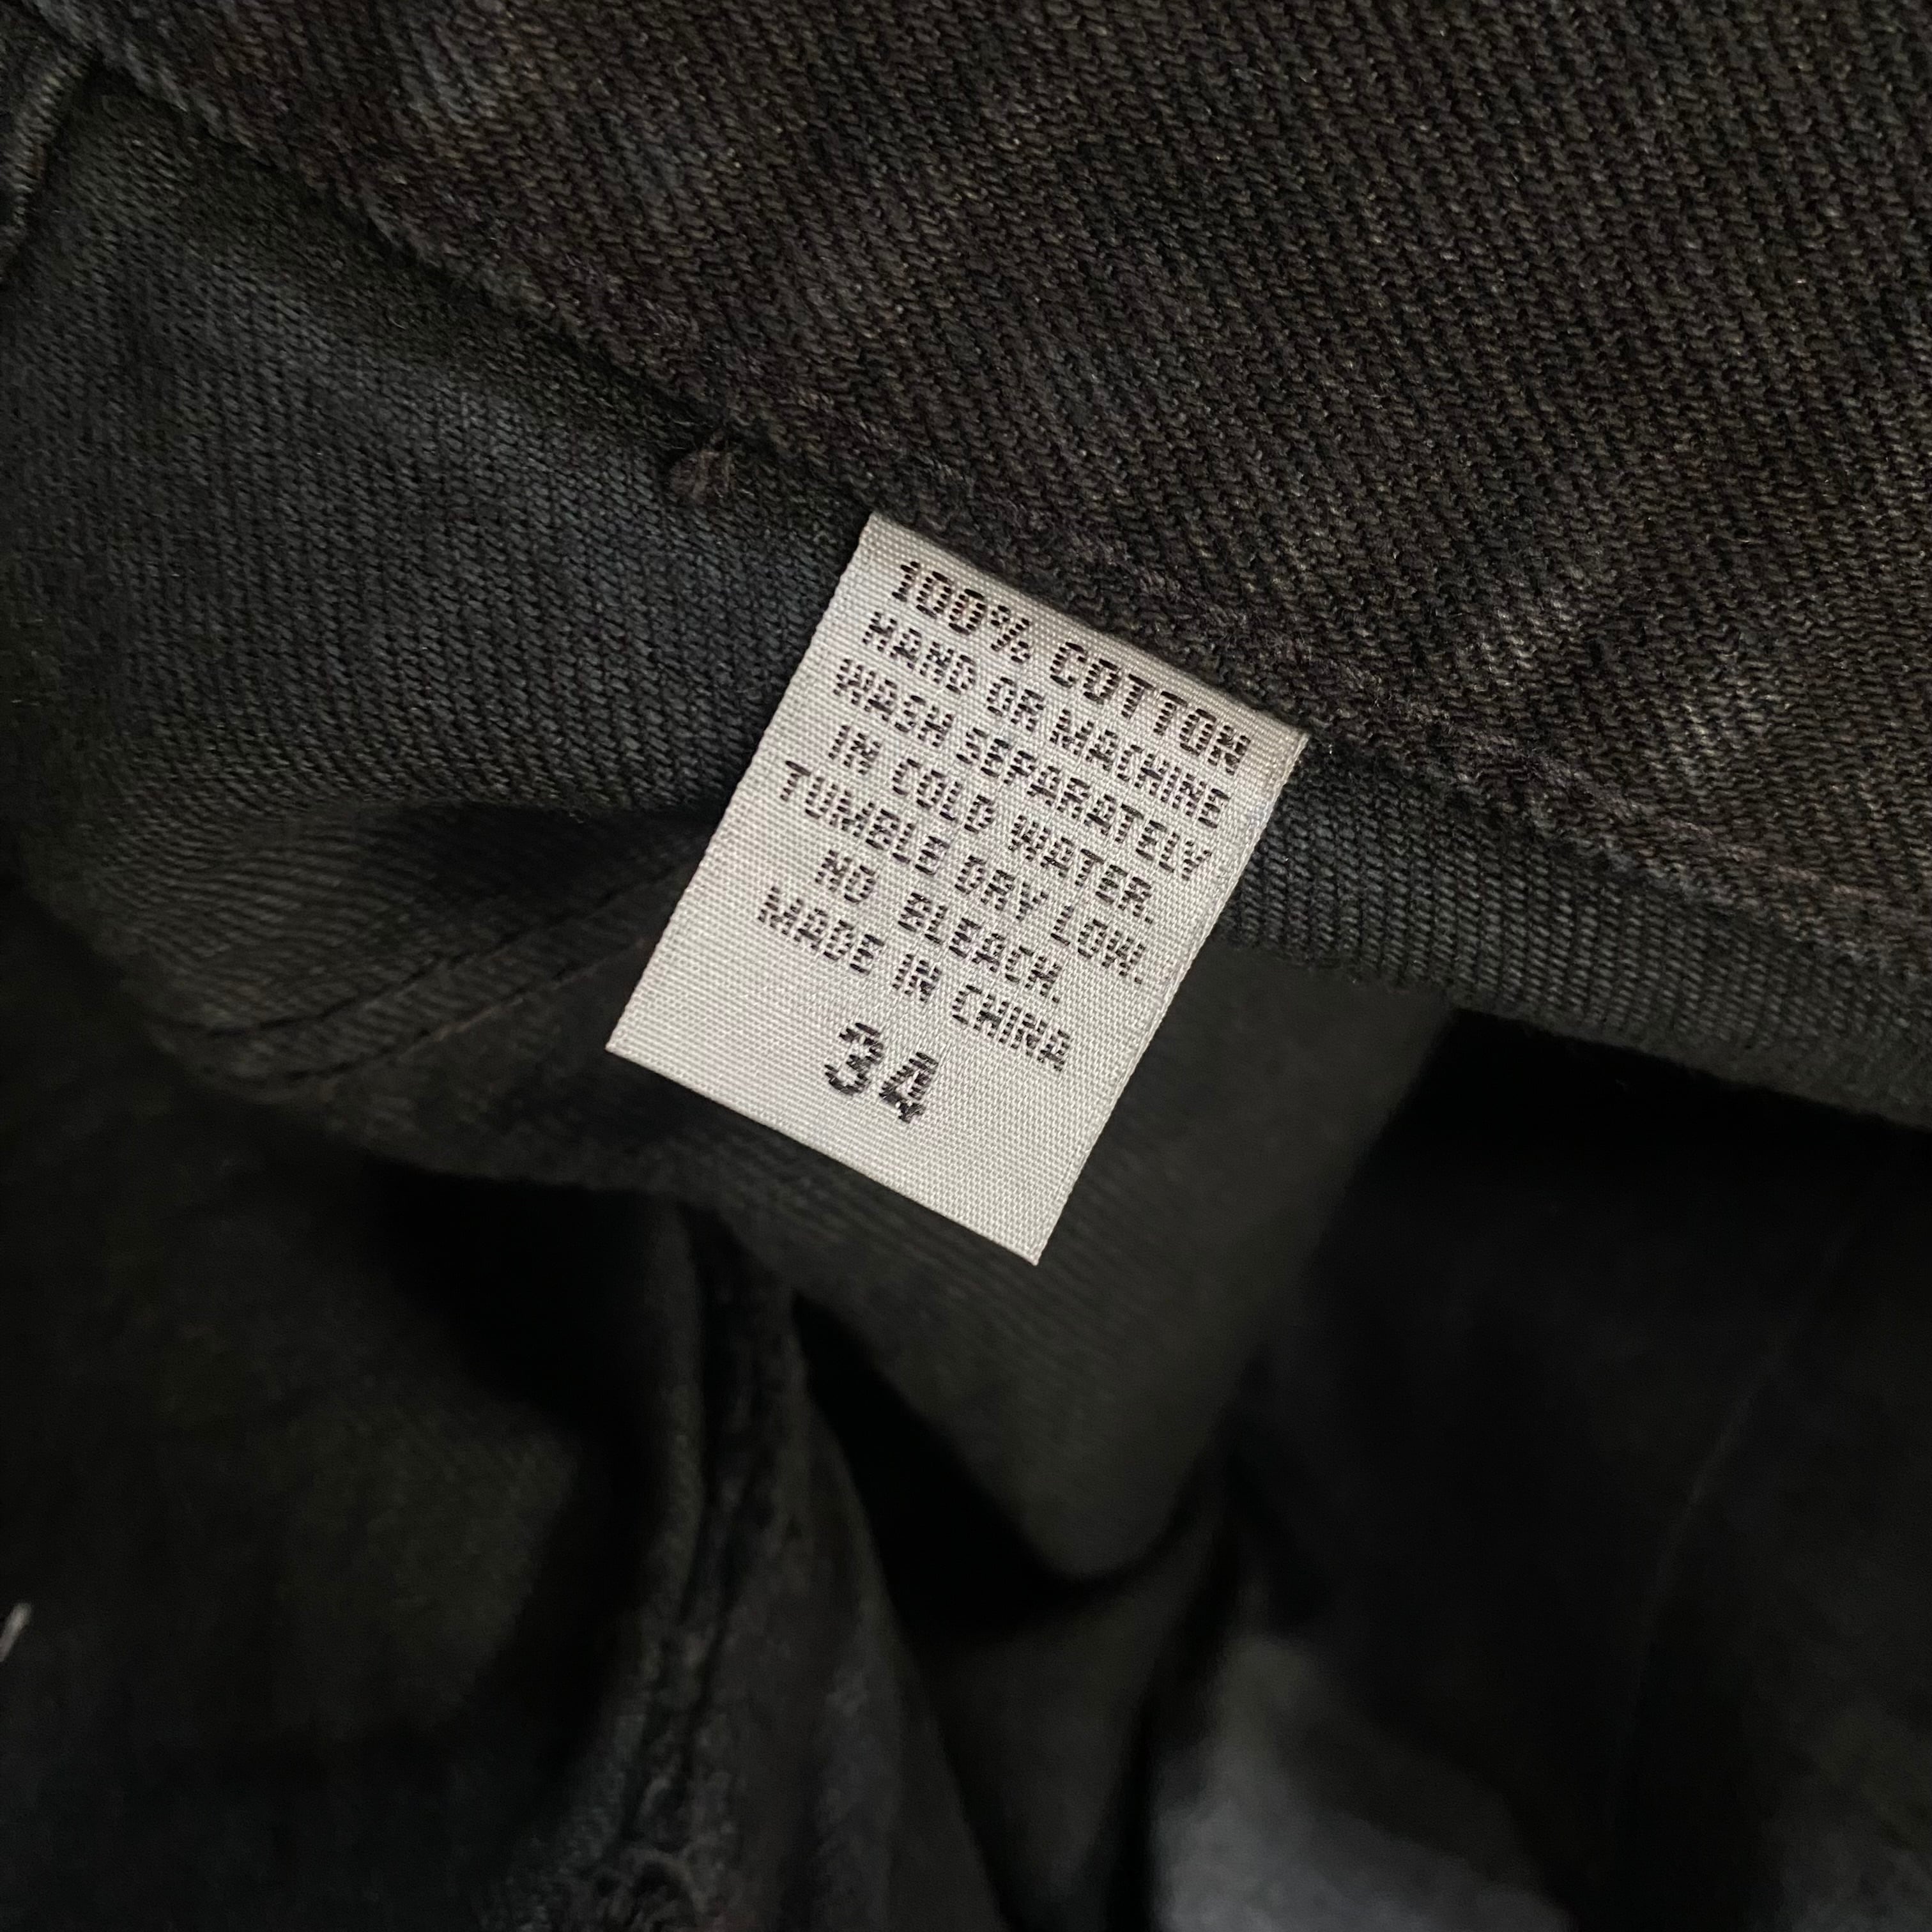 100% COTTON
HAND OR MACHINE
WASH SEPARATELY
IN COLD WATER.
TUMBLE DRY LOW.
NO BLEACH.
MADE IN CHINA
34